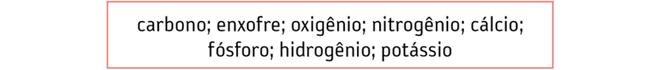 carbono; enxofre; oxigênio; nitrogênio; cálcio;
fósforo; hidrogênio; potássio